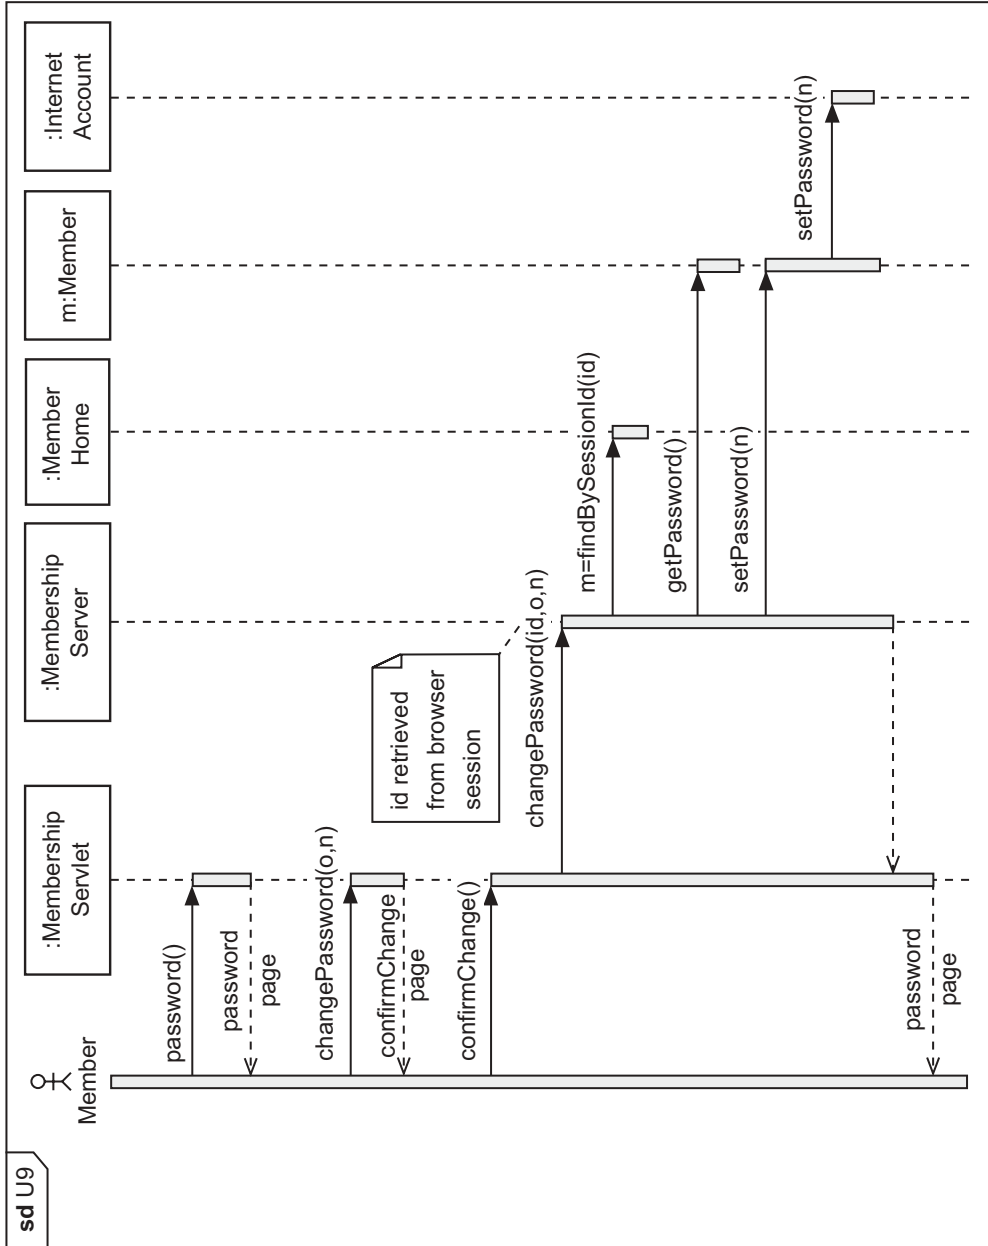 sd U9
Member
:Membership
Servlet
:Membership
Server
:Member
Home
m:Member
:Internet
Account
password()
password
page
changePassword(o,n)
confirmChange
page
confirmChange()
id retrieved
from browser
session
changePassword(id,o,n)
m=findBySessionId(id)
getPassword()
setPassword(n)
setPassword(n)
password
page